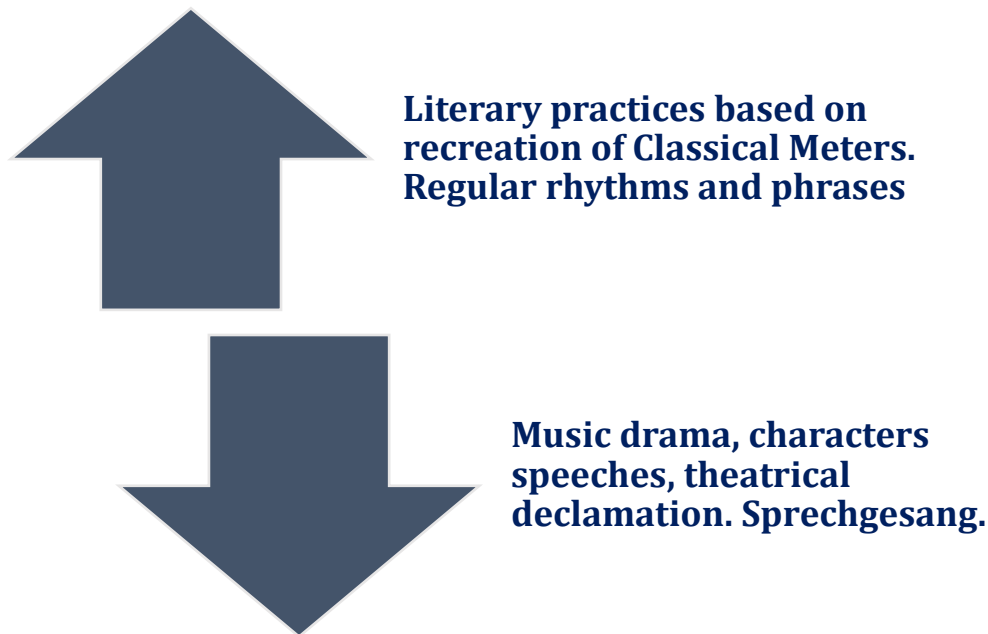 Literary practices based on
recreation of Classical Meters.
Regular rhythms and phrases
Music drama, characters
speeches, theatrical
declamation. Sprechgesang.